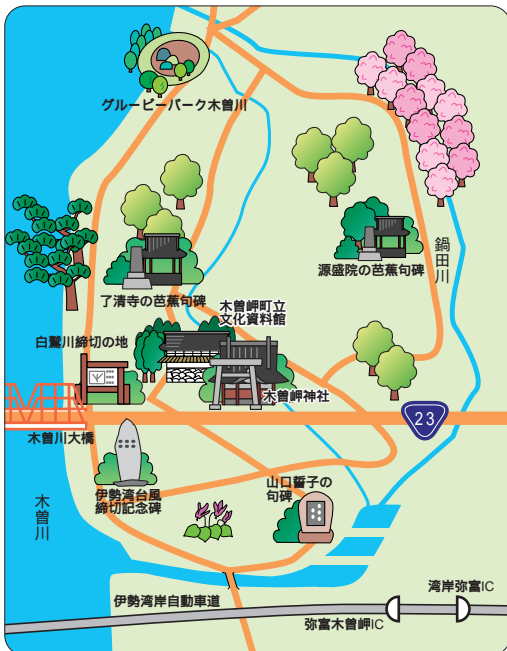 グルーピーパーク木曽川
鍋田川
源盛院の芭蕉句碑
了清寺の芭蕉句碑
木曽岬町立
文化資料館
白鷺川締切の地
木曽岬神社
23
木曽川大橋
伊勢湾台風
締切記念碑
山口誓子の
句碑
木曽川
伊勢湾岸自動車道
湾岸弥富IC
弥富木曽岬IC